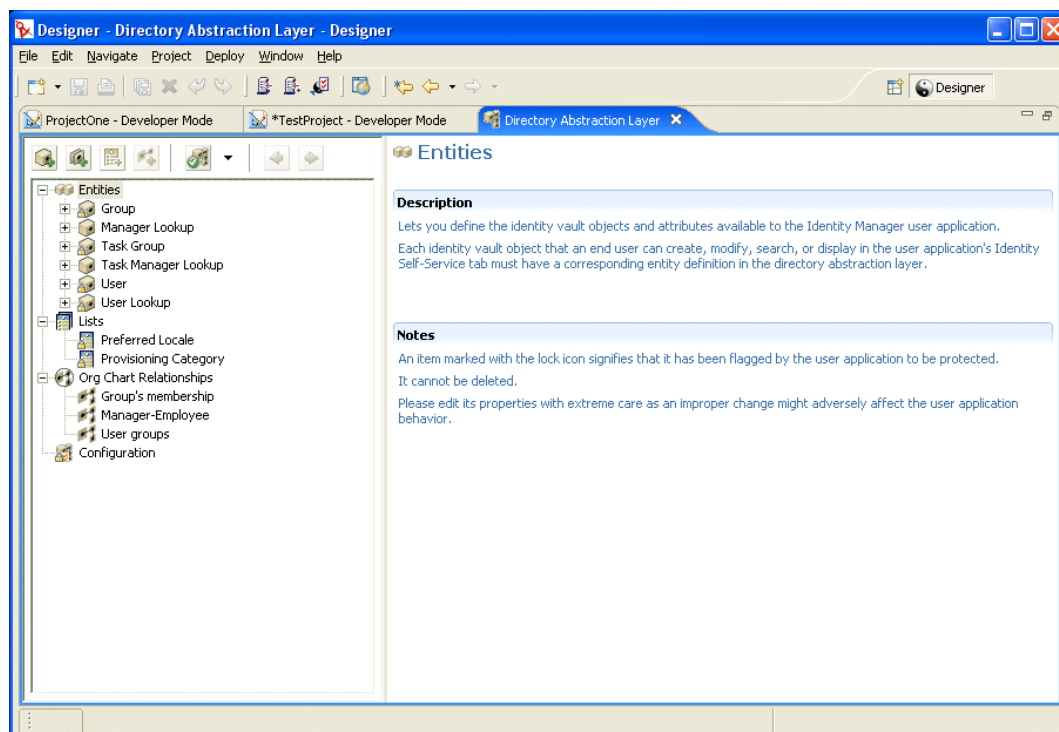 Designer - Directory Abstraction Layer - Designer
File Edit Navigate Project Deploy Window Help
Designer
ProjectOne - Developer Mode
*TestProject - Developer Mode
Directory Abstraction Layer
Entities
Group
Manager Lookup
Task Group
Task Manager Lookup
User
User Lookup
Lists
Preferred Locale
Provisioning Category
Org Chart Relationships
Group's membership
Manager-Employee
User groups
Configuration
Entities
Description
Lets you define the identity vault objects and attributes available to the Identity Manager user application.
Each identity vault object that an end user can create, modify, search, or display in the user application's Identity
Self-Service tab must have a corresponding entity definition in the directory abstraction layer.
Notes
An item marked with the lock icon signifies that it has been flagged by the user application to be protected.
It cannot be deleted.
Please edit its properties with extreme care as an improper change might adversely affect the user application
behavior.